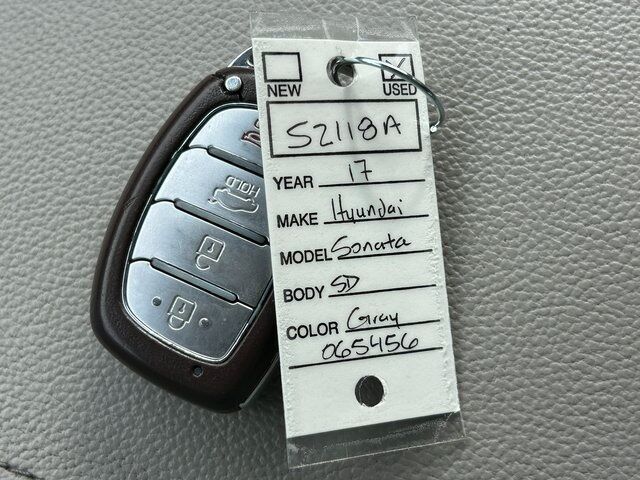 NEW USED
S2118A
YEAR 17
MAKE Hyundai
MODEL Sonata
BODY SD
COLOR Gray
065456
HOLD